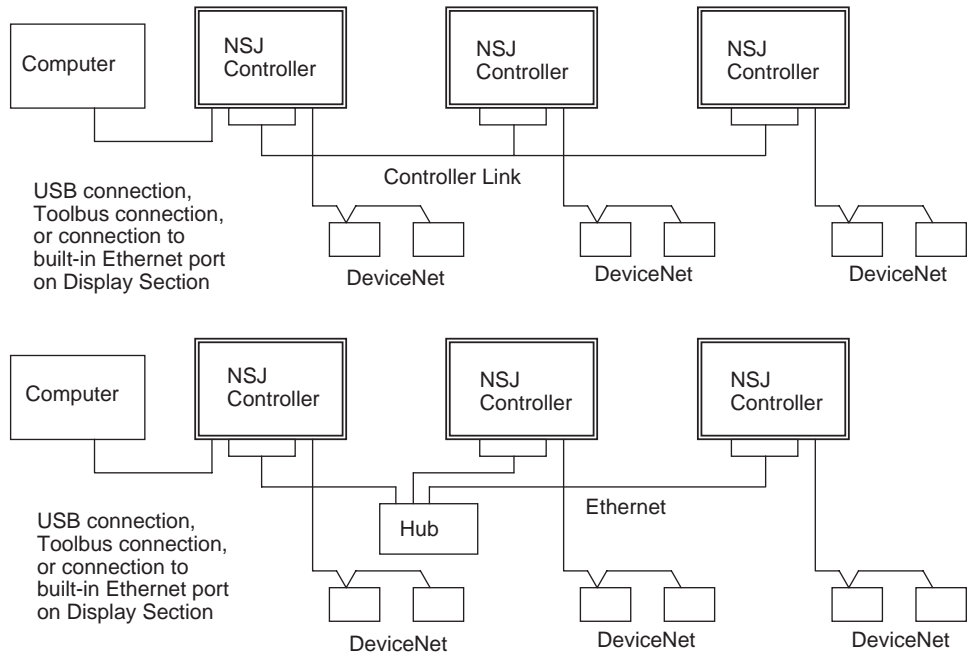 Computer
NSJ
Controller
NSJ
Controller
NSJ
Controller
Controller Link
USB connection,
Toolbus connection,
or connection to
built-in Ethernet port
on Display Section
DeviceNet
DeviceNet
DeviceNet
Computer
NSJ
Controller
NSJ
Controller
NSJ
Controller
Ethernet
Hub
USB connection,
Toolbus connection,
or connection to
built-in Ethernet port
on Display Section
DeviceNet
DeviceNet
DeviceNet